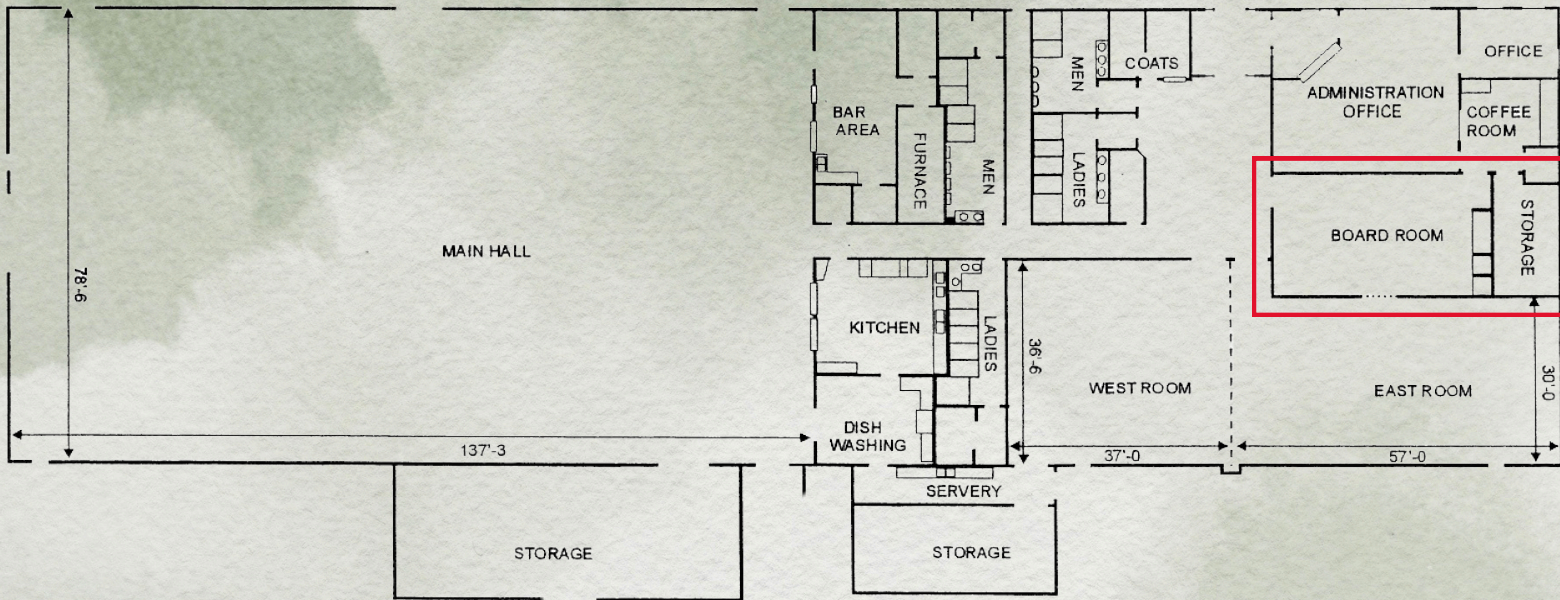 MEN
COATS
OFFICE
ADMINISTRATION
OFFICE
BAR
AREA
COFFEE
ROOM
FURNACE
MEN
LADIES
STORAGE
BOARD ROOM
MAIN HALL
78'-6
KITCHEN
LADIES
36'-6
WEST ROOM
EAST ROOM
30'-0
DISH
WASHING
137'-3
37'-0
57'-0
SERVERY
STORAGE
STORAGE